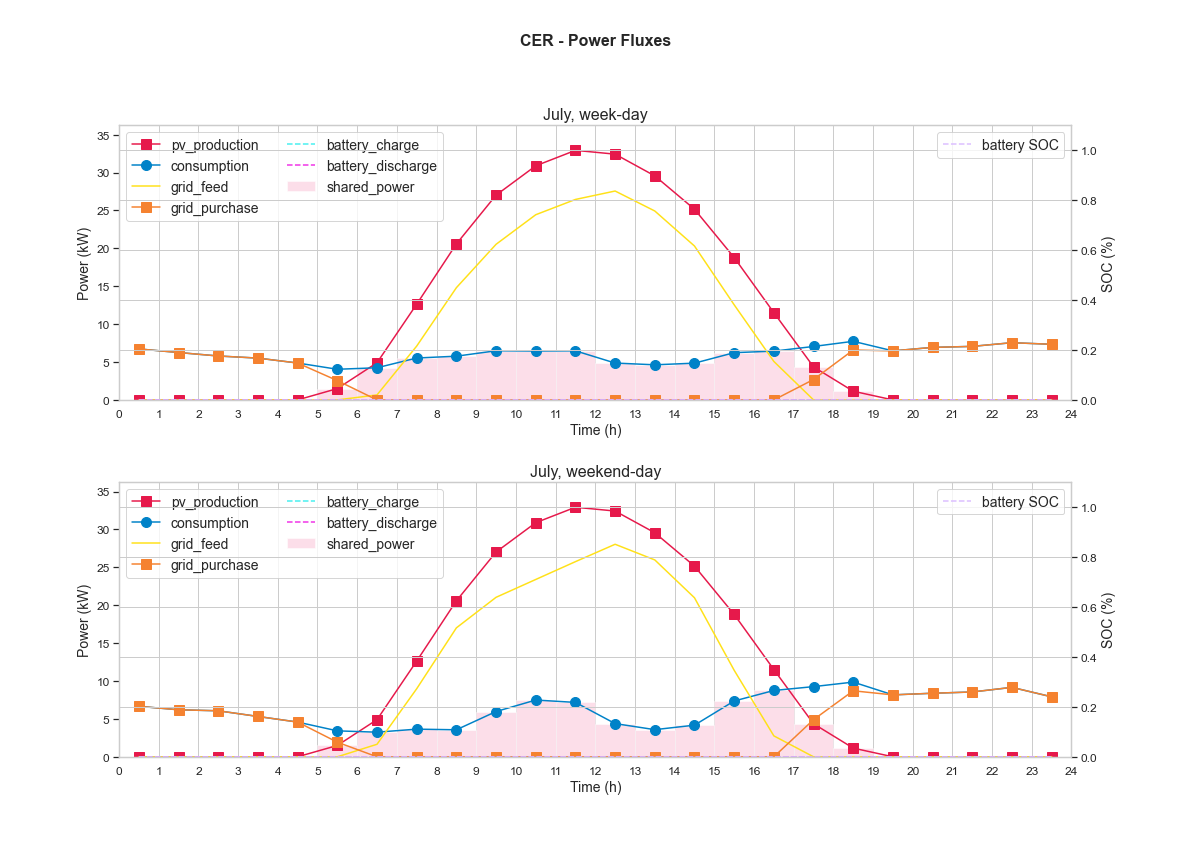 CER - Power Fluxes
July, week-day
pv_production
consumption
grid_feed
grid_purchase
battery_charge
battery_discharge
shared_power
battery SOC
Power (kW)
35
30
25
20
15
10
5
0
SOC (%)
1.0
0.8
0.6
0.4
0.2
0.0
0 1 2 3 4 5 6 7 8 9 10 11 12 13 14 15 16 17 18 19 20 21 22 23 24
Time (h)
July, weekend-day
pv_production
consumption
grid_feed
grid_purchase
battery_charge
battery_discharge
shared_power
battery SOC
Power (kW)
35
30
25
20
15
10
5
0
SOC (%)
1.0
0.8
0.6
0.4
0.2
0.0
0 1 2 3 4 5 6 7 8 9 10 11 12 13 14 15 16 17 18 19 20 21 22 23 24
Time (h)